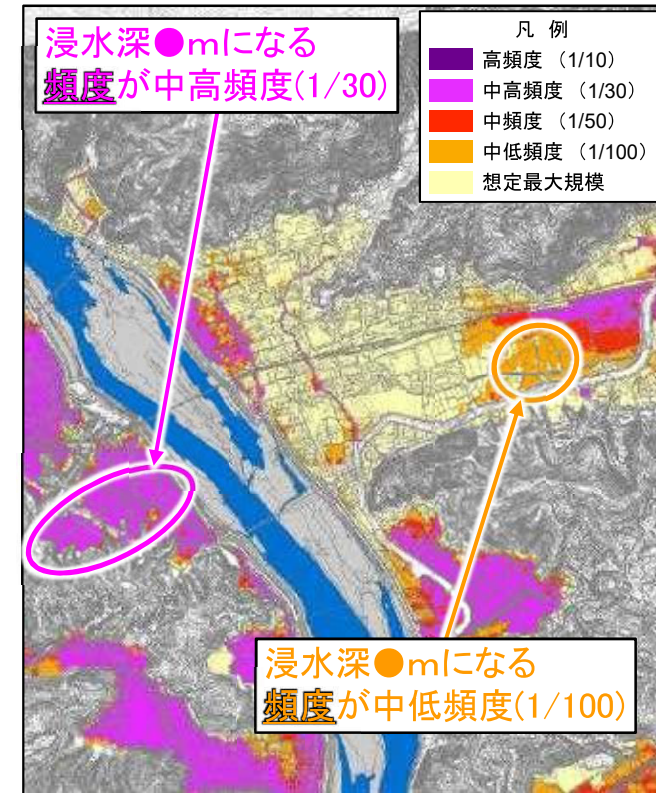 浸水深●mになる
頻度が中高頻度(1/30)
凡 例
高頻度 （1/10）
中高頻度 （1/30）
中頻度 （1/50）
中低頻度 （1/100）
想定最大規模
浸水深●mになる
頻度が中低頻度(1/100)